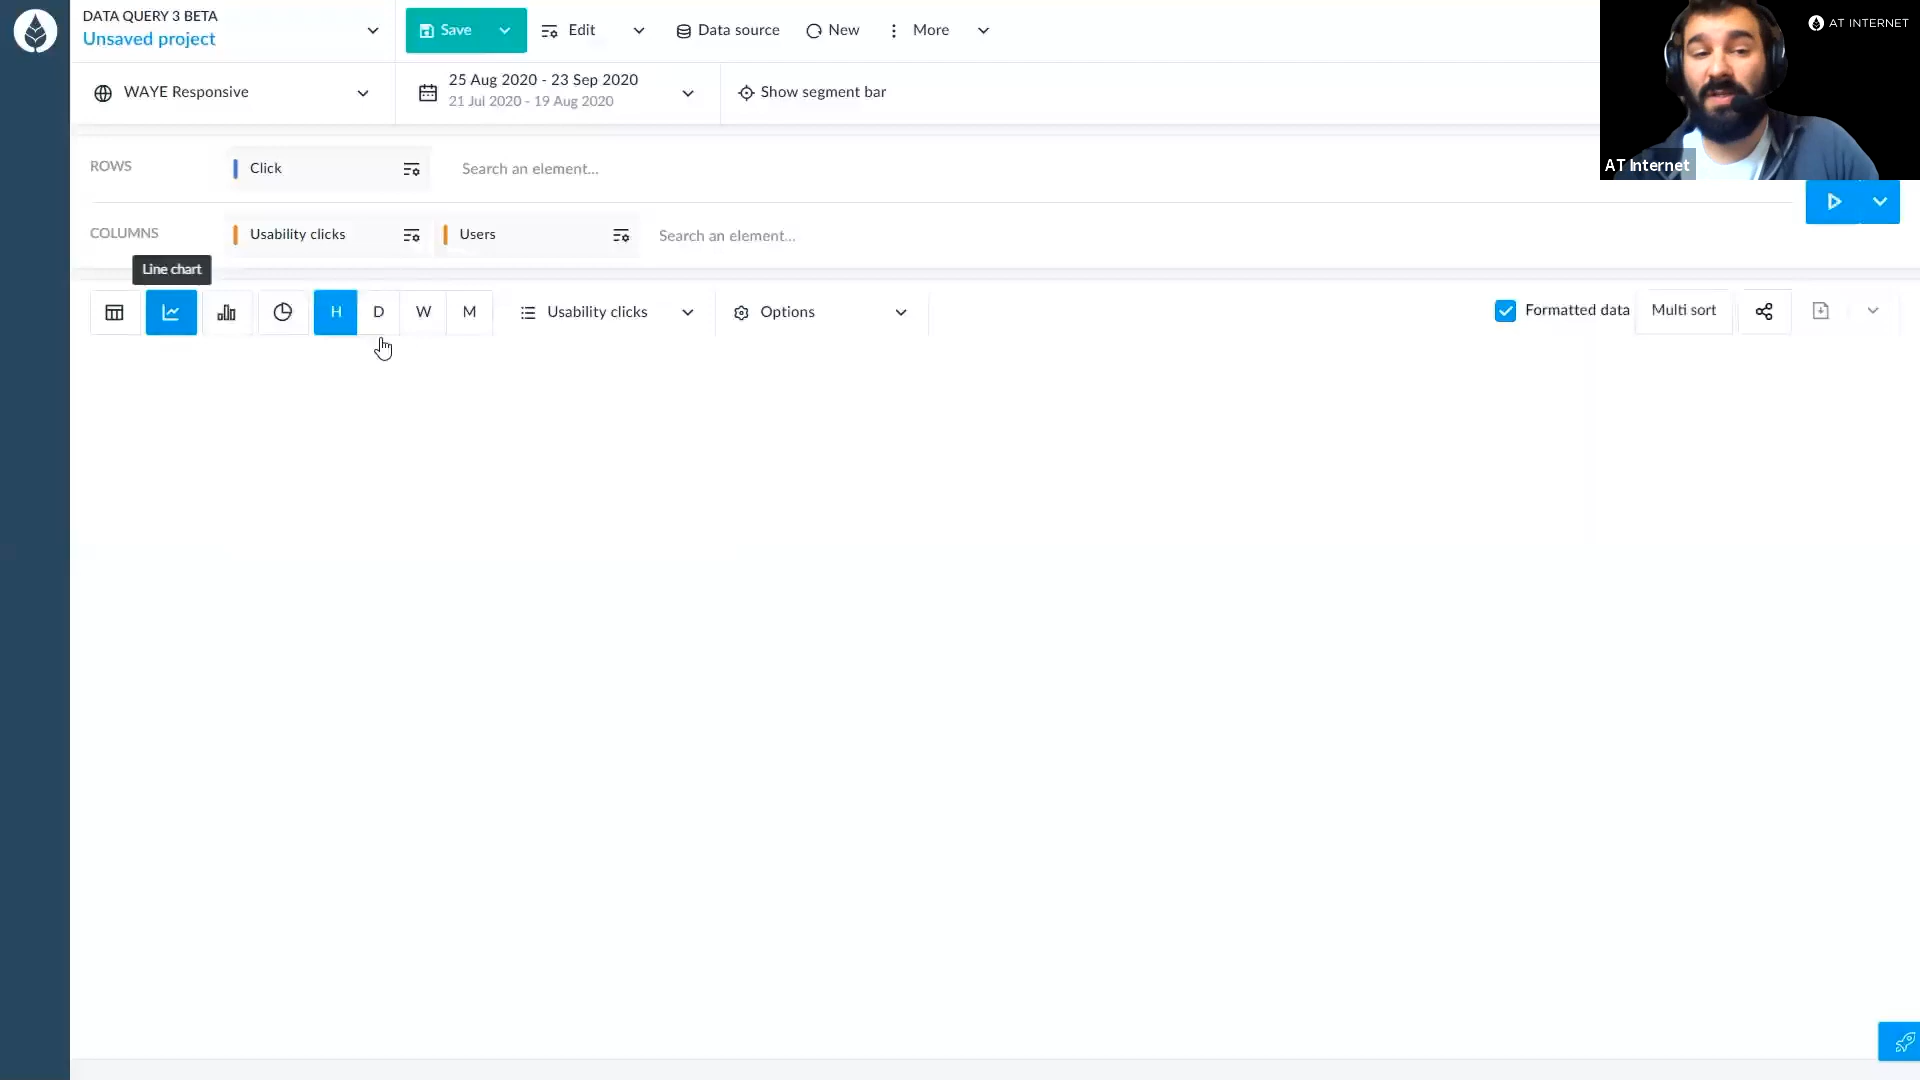 DATA QUERY 3 BETA
Unsaved project
Save
Edit
Data source
New
More
AT INTERNET
WAYE Responsive
25 Aug 2020 - 23 Sep 2020
21 Jul 2020 - 19 Aug 2020
Show segment bar
AT Internet
ROWS
Click
Search an element...
COLUMNS
Usability clicks
Users
Search an element...
Line chart
H
D
W
M
Usability clicks
Options
Formatted data
Multi sort